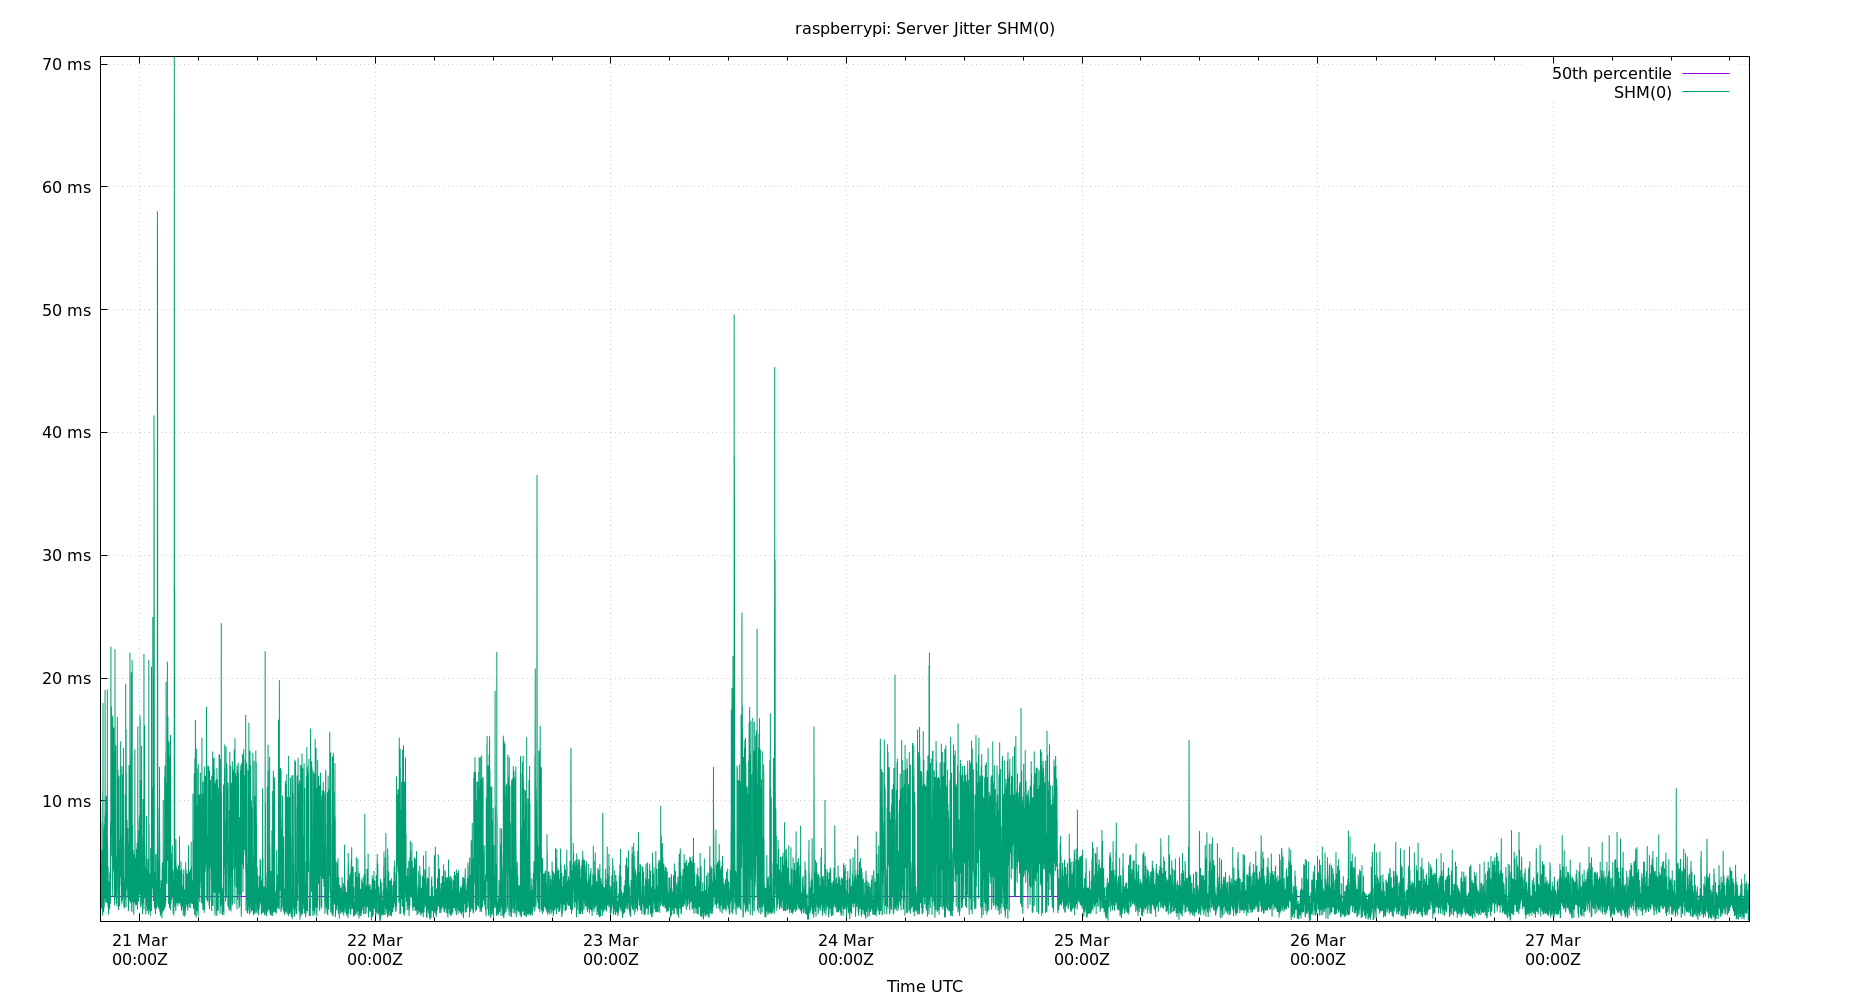 raspberrypi: Server Jitter SHM(0)
70 ms
60 ms
50 ms
40 ms
30 ms
20 ms
10 ms
50th percentile
SHM(0)
21 Mar
00:00Z
22 Mar
00:00Z
23 Mar
00:00Z
24 Mar
00:00Z
25 Mar
00:00Z
26 Mar
00:00Z
27 Mar
00:00Z
Time UTC